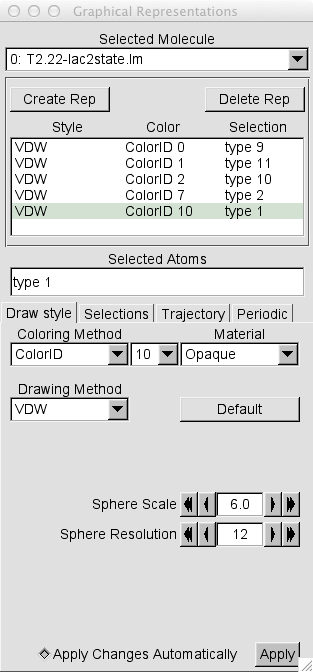 Graphical Representations
Selected Molecule
0: T2.22-lac2state.lm
Create Rep Delete Rep
Style Color Selection
VDW ColorID 0 type 9
VDW ColorID 1 type 11
VDW ColorID 2 type 10
VDW ColorID 7 type 2
VDW ColorID 10 type 1
Selected Atoms
type 1
Draw style Selections Trajectory Periodic
Coloring Method Material
ColorID 10 Opaque
Drawing Method
VDW Default
Sphere Scale 6.0
Sphere Resolution 12
Apply Changes Automatically Apply